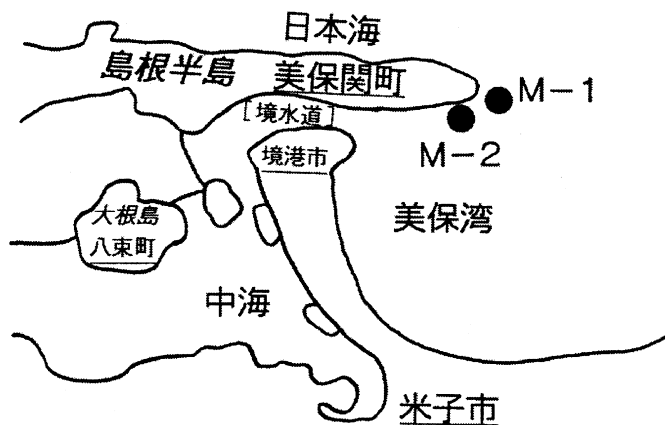 日本海
島根半島 美保関町
M-1
[境水道]
M-2
境港市
大根島
八束町
美保湾
中海
米子市